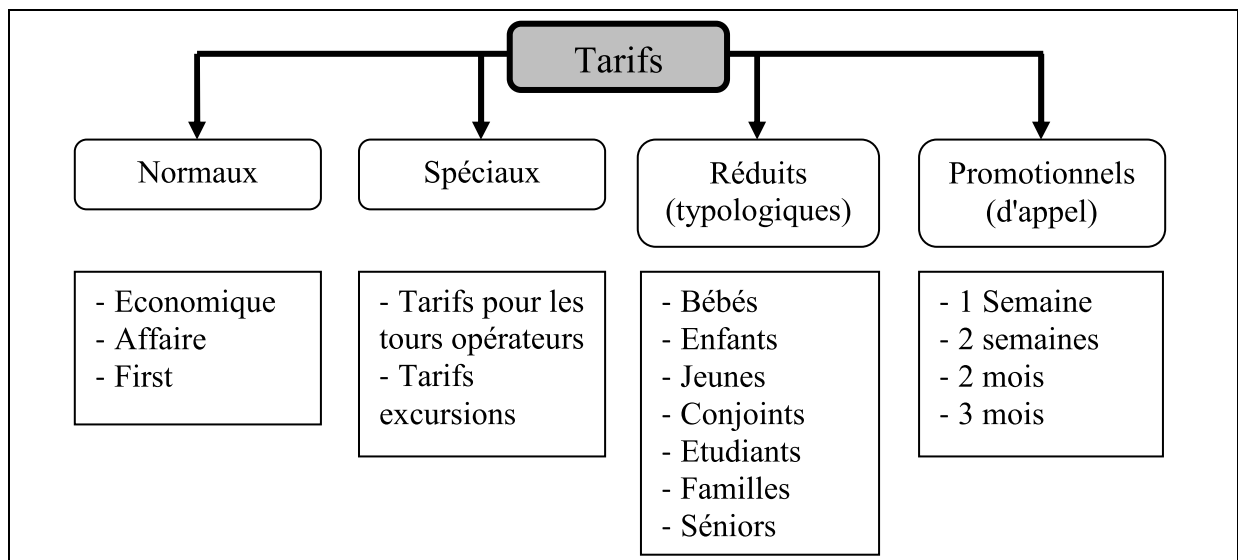 Tarifs
Normaux
Spéciaux
Réduits
(typologiques)
Promotionnels
(d'appel)
- Economique
- Affaire
- First
- Tarifs pour les
tours opérateurs
- Tarifs
excursions
- Bébés
- Enfants
- Jeunes
- Conjoints
- Etudiants
- Familles
- Séniors
- 1 Semaine
- 2 semaines
- 2 mois
- 3 mois